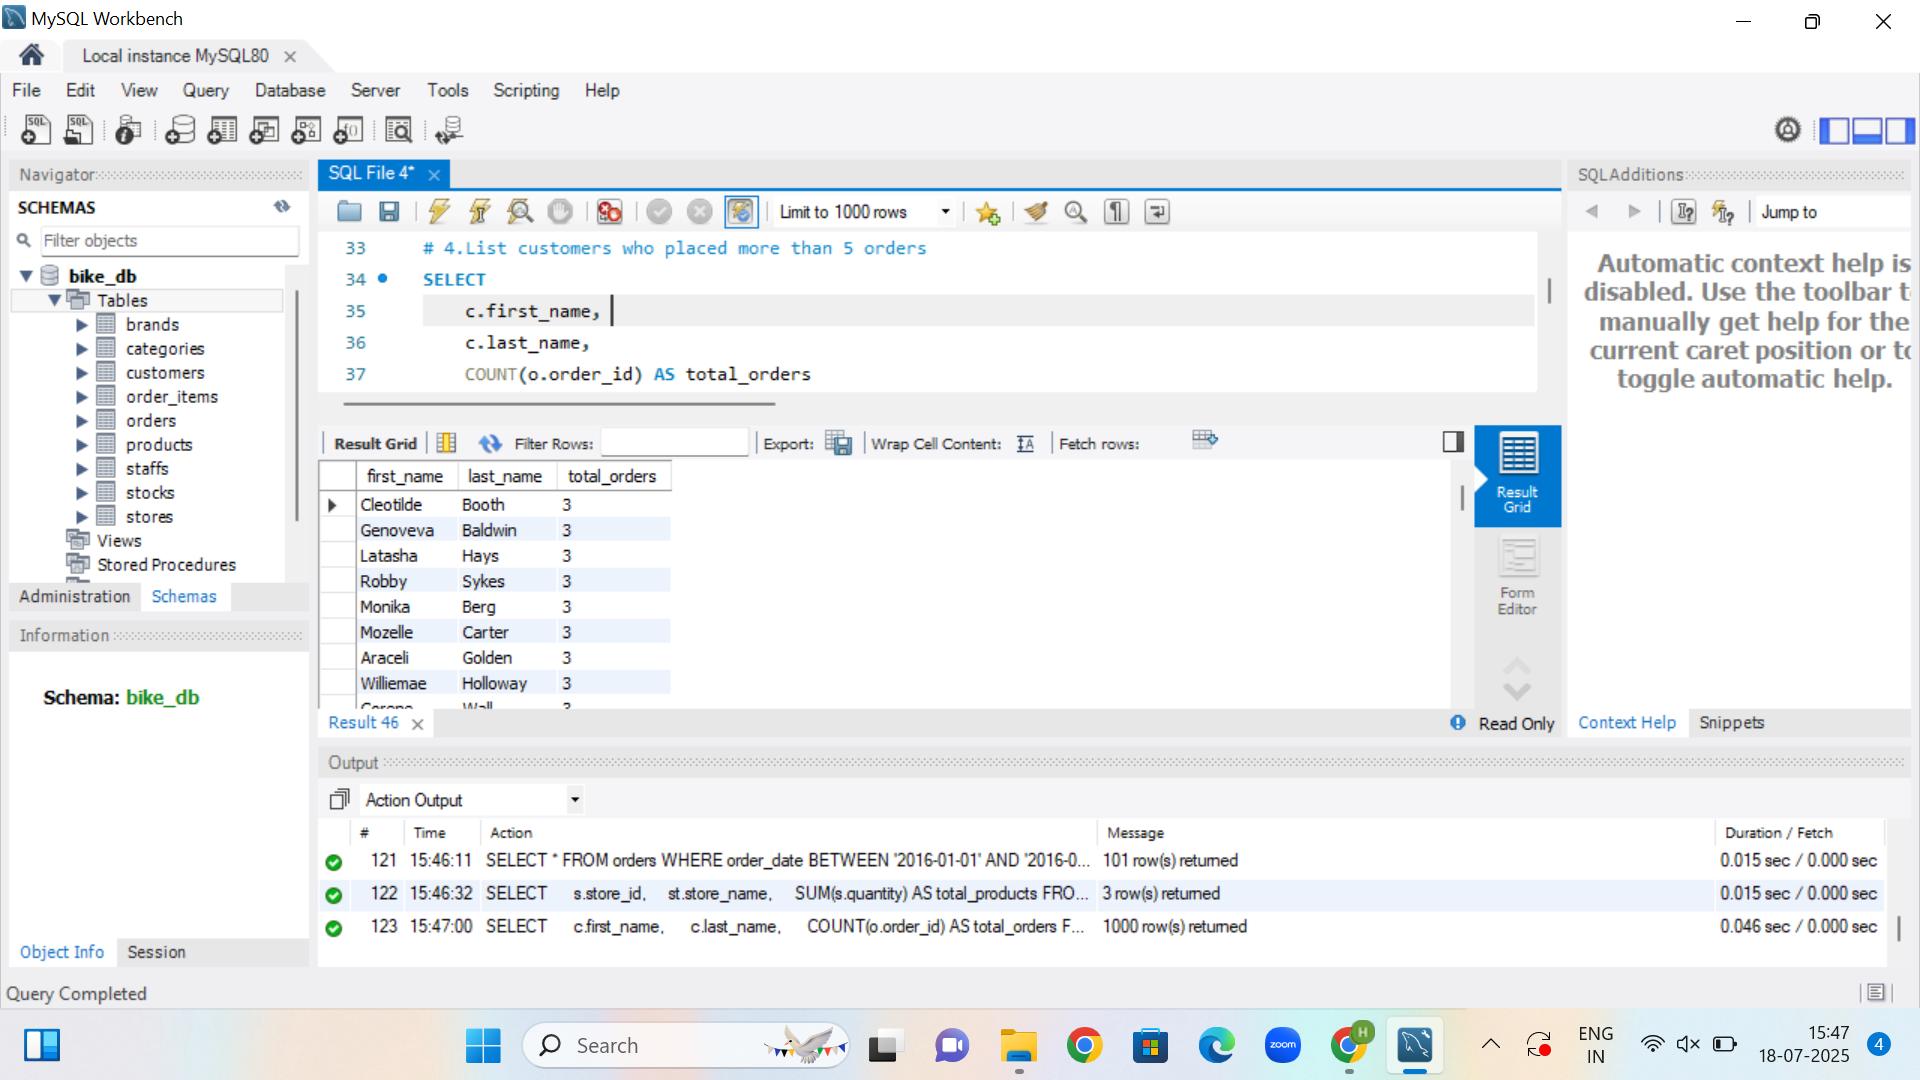 MySQL Workbench
Local instance MySQL80
File Edit View Query Database Server Tools Scripting Help
Navigator
SCHEMAS
Filter objects
bike_db
Tables
brands
categories
customers
order_items
orders
products
staffs
stocks
stores
Views
Stored Procedures
Administration Schemas
Information
Schema: bike_db
Object Info Session
SQL File 4*
Limit to 1000 rows
33 # 4.List customers who placed more than 5 orders
34 SELECT
35 c.first_name,
36 c.last_name,
37 COUNT(o.order_id) AS total_orders
Result Grid Filter Rows: Export: Wrap Cell Content: Fetch rows:
first_name last_name total_orders
Cleotilde Booth 3
Genoveva Baldwin 3
Latasha Hays 3
Robby Sykes 3
Monika Berg 3
Mozelle Carter 3
Araceli Golden 3
Williemae Holloway 3
Result Grid
Form Editor
Result 46
Read Only
SQLAdditions
Jump to
Automatic context help is
disabled. Use the toolbar t
manually get help for the
current caret position or to
toggle automatic help.
Context Help Snippets
Output
Action Output
# Time Action Message Duration / Fetch
121 15:46:11 SELECT * FROM orders WHERE order_date BETWEEN '2016-01-01' AND '2016-0... 101 row(s) returned 0.015 sec / 0.000 sec
122 15:46:32 SELECT s.store_id, st.store_name, SUM(s.quantity) AS total_products FRO... 3 row(s) returned 0.015 sec / 0.000 sec
123 15:47:00 SELECT c.first_name, c.last_name, COUNT(o.order_id) AS total_orders F... 1000 row(s) returned 0.046 sec / 0.000 sec
Query Completed
Search
zoom
H
ENG
IN
15:47
18-07-2025
4